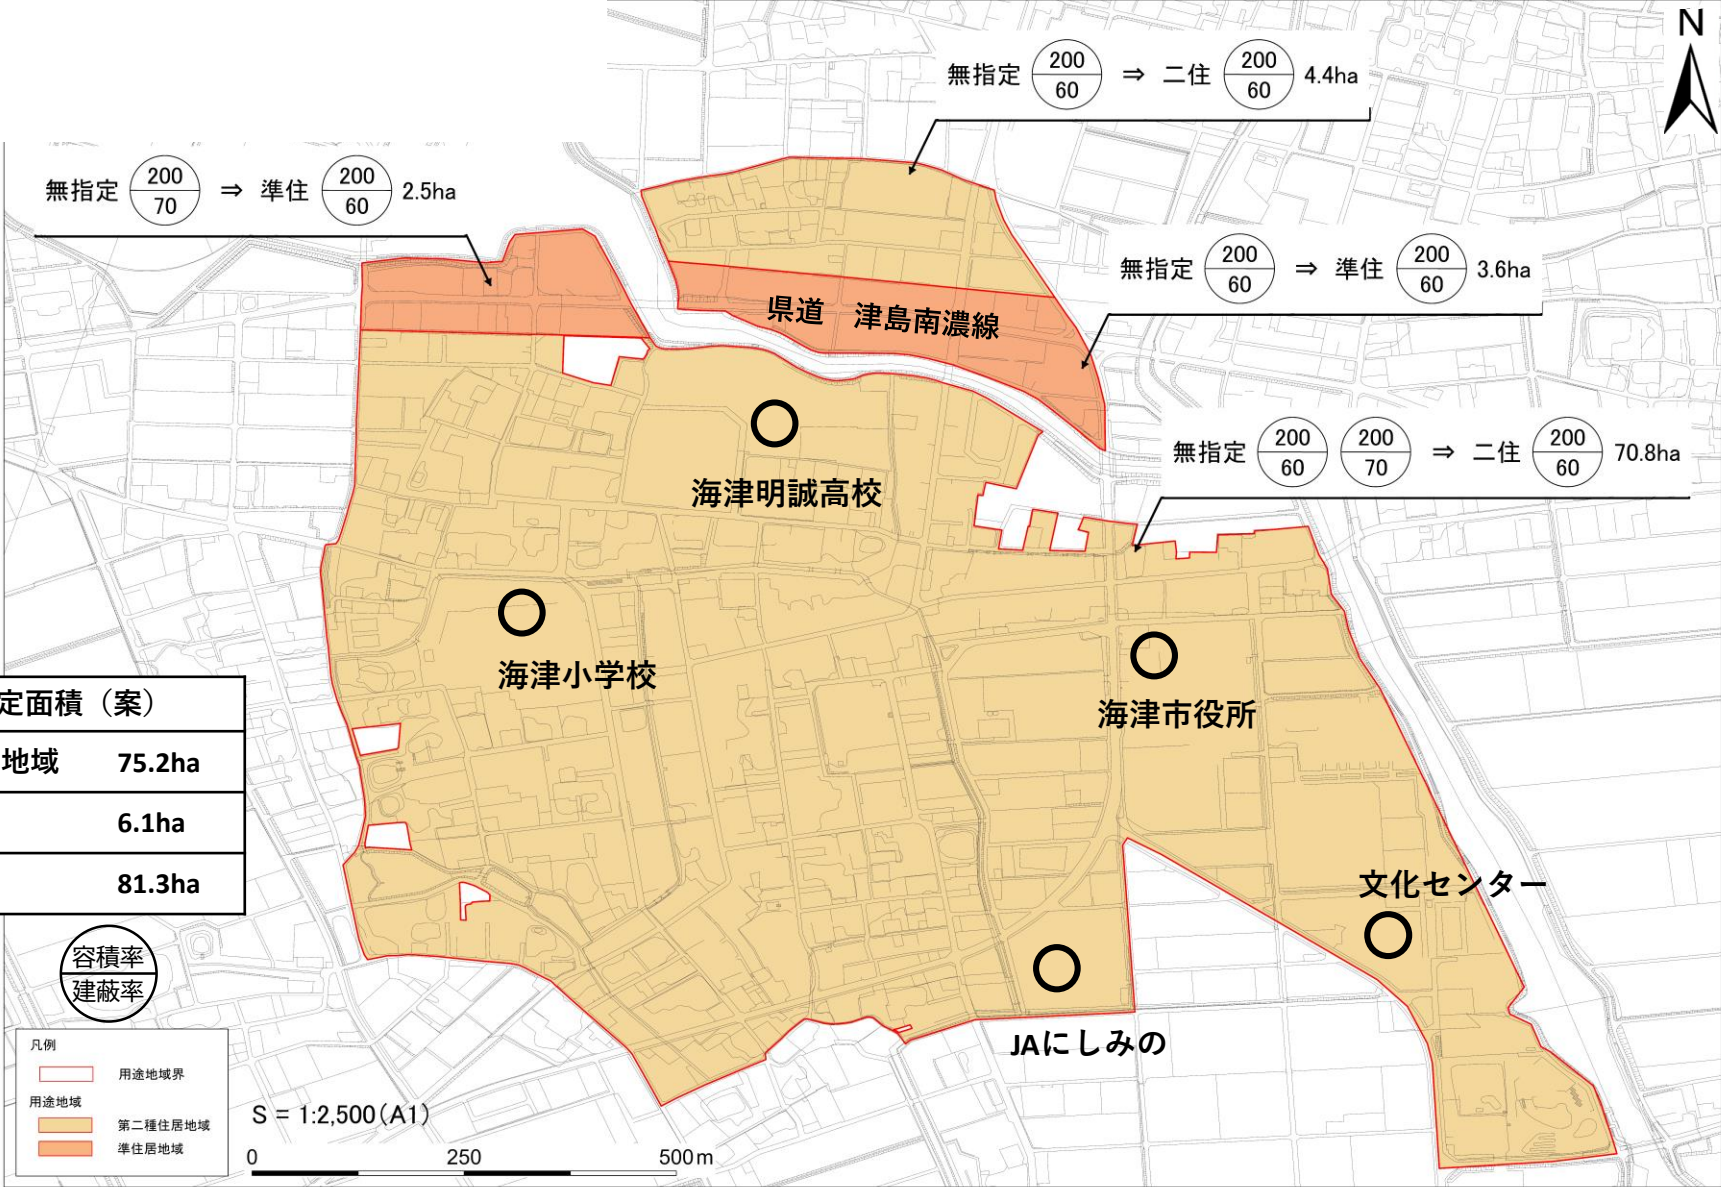 N
無指定 200/60 ⇒ 二住 200/60 4.4ha
無指定 200/70 ⇒ 準住 200/60 2.5ha
無指定 200/60 ⇒ 準住 200/60 3.6ha
県道 津島南濃線
無指定 200/60 200/70 ⇒ 二住 200/60 70.8ha
海津明誠高校
海津小学校
海津市役所
定面積（案）
地域 75.2ha
6.1ha
81.3ha
文化センター
容積率
建蔽率
JAにしみの
凡例
用途地域界
用途地域
第二種住居地域
準住居地域
S = 1:2,500(A1)
0 250 500m